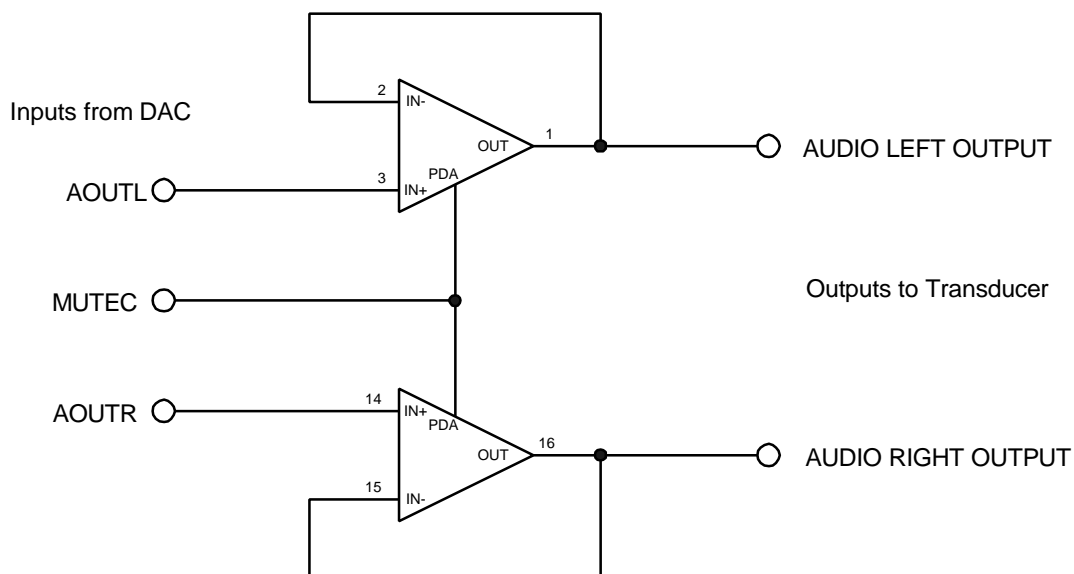 2
IN-
Inputs from DAC
OUT
1
AUDIO LEFT OUTPUT
PDA
3
IN+
AOUTL
MUTEC
Outputs to Transducer
AOUTR
14
IN+
PDA
OUT
16
AUDIO RIGHT OUTPUT
15
IN-